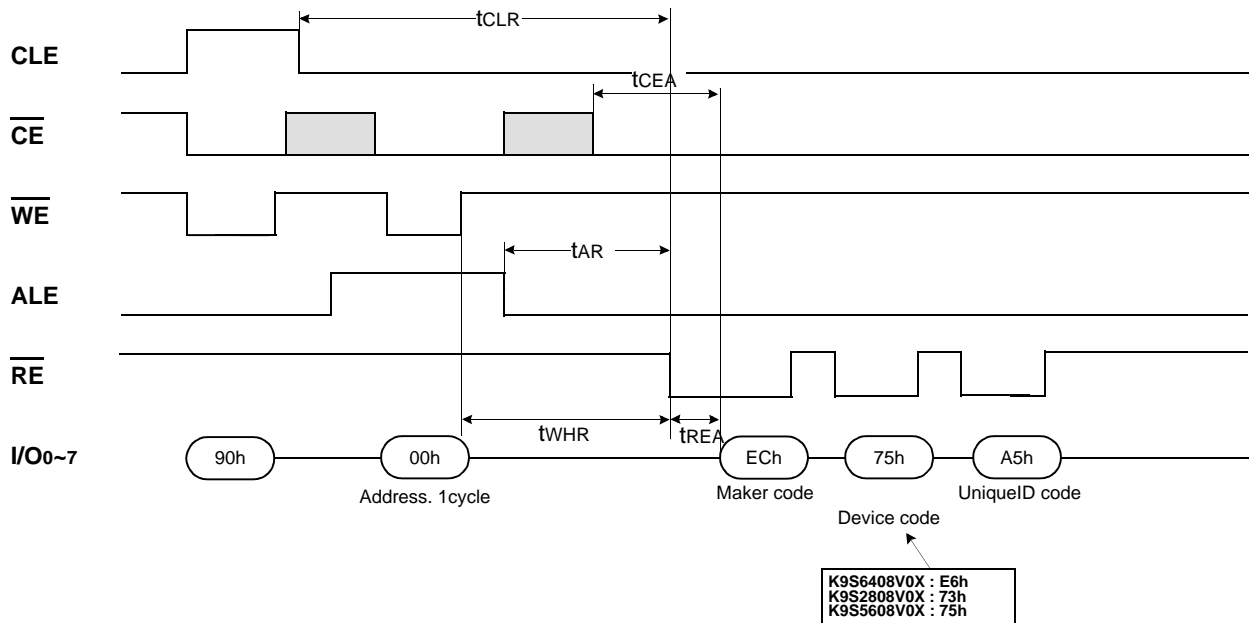 tCLR
CLE
tCEA
CE
WE
tAR
ALE
RE
tWHR
tREA
I/O0~7
90h
00h
ECh
75h
A5h
Address. 1cycle
Maker code
UniqueID code
Device code
K9S6408V0X : E6h
K9S2808V0X : 73h
K9S5608V0X : 75h